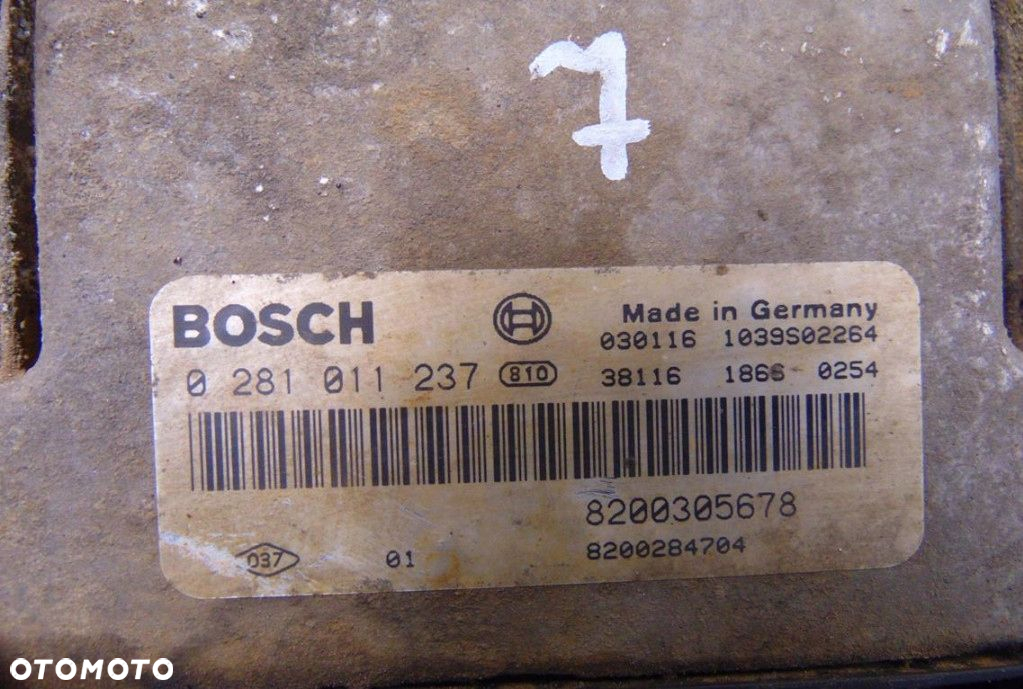 7
BOSCH
Made in Germany
030116 1039S02264
0 281 011 237 810
38116 1866 0254
8200305678
037 01
8200284704
OTOMOTO